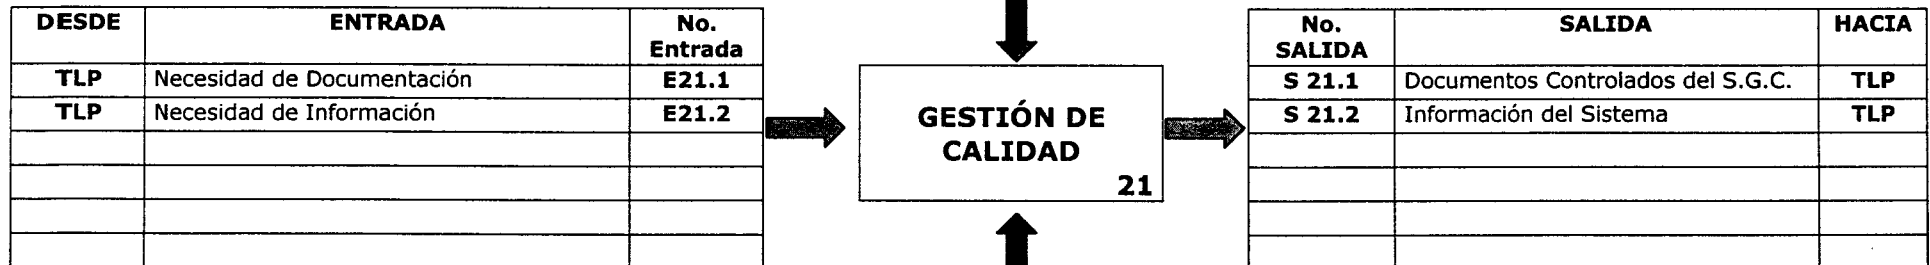 DESDE ENTRADA No. Entrada
TLP Necesidad de Documentación E21.1
TLP Necesidad de Información E21.2
GESTIÓN DE
CALIDAD
21
No. SALIDA SALIDA HACIA
S 21.1 Documentos Controlados del S.G.C. TLP
S 21.2 Información del Sistema TLP